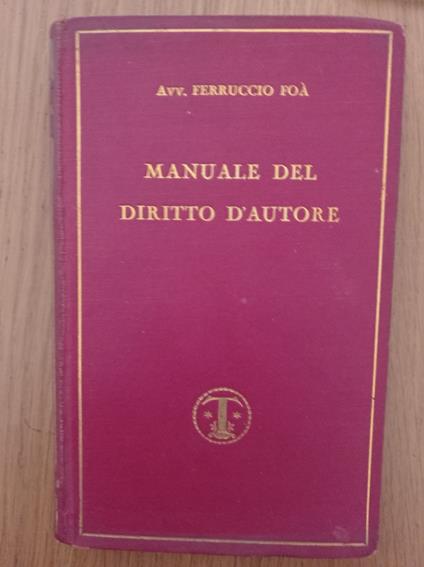 Avv. FERRUCCIO FOÀ
MANUALE DEL
DIRITTO D'AUTORE
T